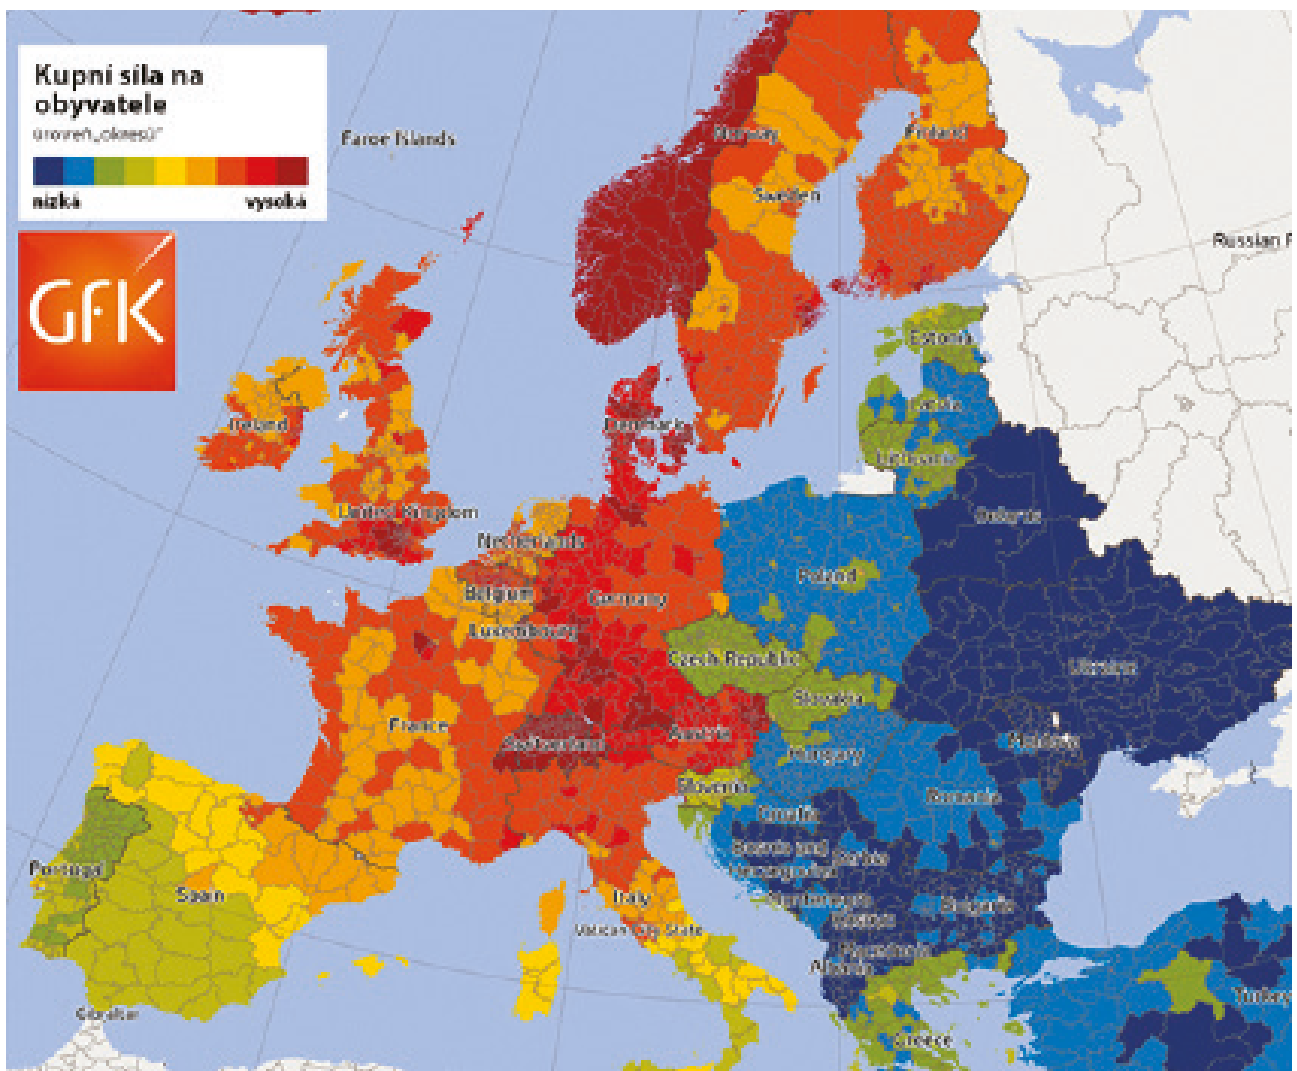 Kupní síla na
obyvatele
úroveň „okresů"
nízká
vysoká
GfK
Faroe Islands
Norway
Finland
Sweden
Russian F
Estonia
Latvia
Lithuania
Ireland
Denmark
United Kingdom
Netherlands
Belarus
Poland
Belgium
Germany
Luxembourg
Czech Republic
Ukraine
Slovakia
France
Austria
Switzerland
Moldova
Hungary
Slovenia
Romania
Croatia
Bosnia and
Herzegovina
Serbia
Portugal
Spain
Italy
Montenegro
Kosovo
Bulgaria
Vatican City State
Macedonia
Albania
Turkey
Gibraltar
Greece